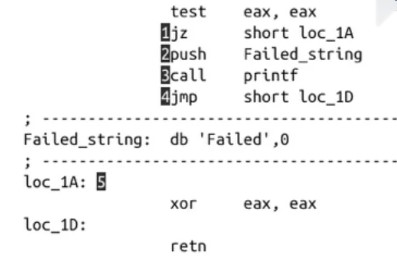 test eax, eax
1jz short loc_1A
2push Failed_string
3call printf
4jmp short loc_1D
; -------------------------------------
Failed_string: db 'Failed',0
; -------------------------------------
loc_1A: 5
xor eax, eax
loc_1D:
retn